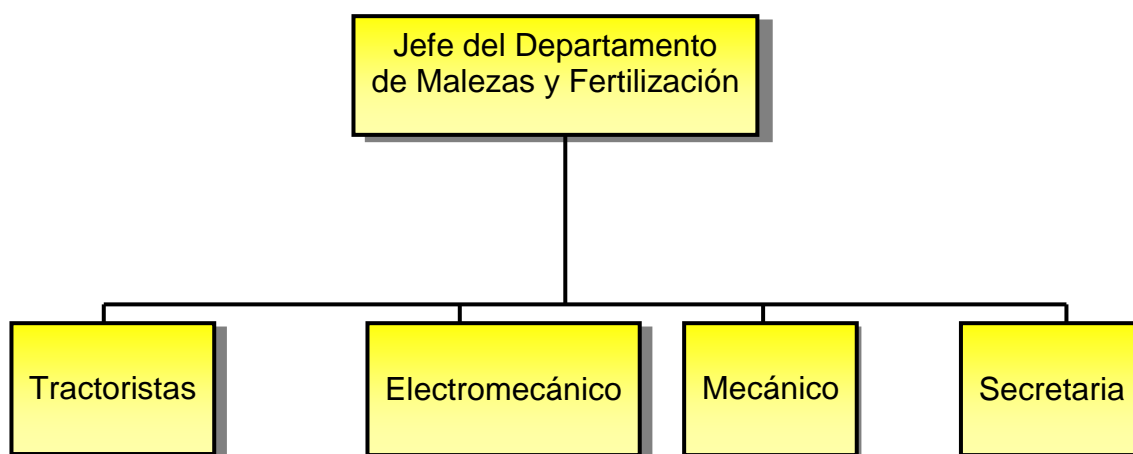 Jefe del Departamento
de Malezas y Fertilización
Tractoristas
Electromecánico
Mecánico
Secretaria